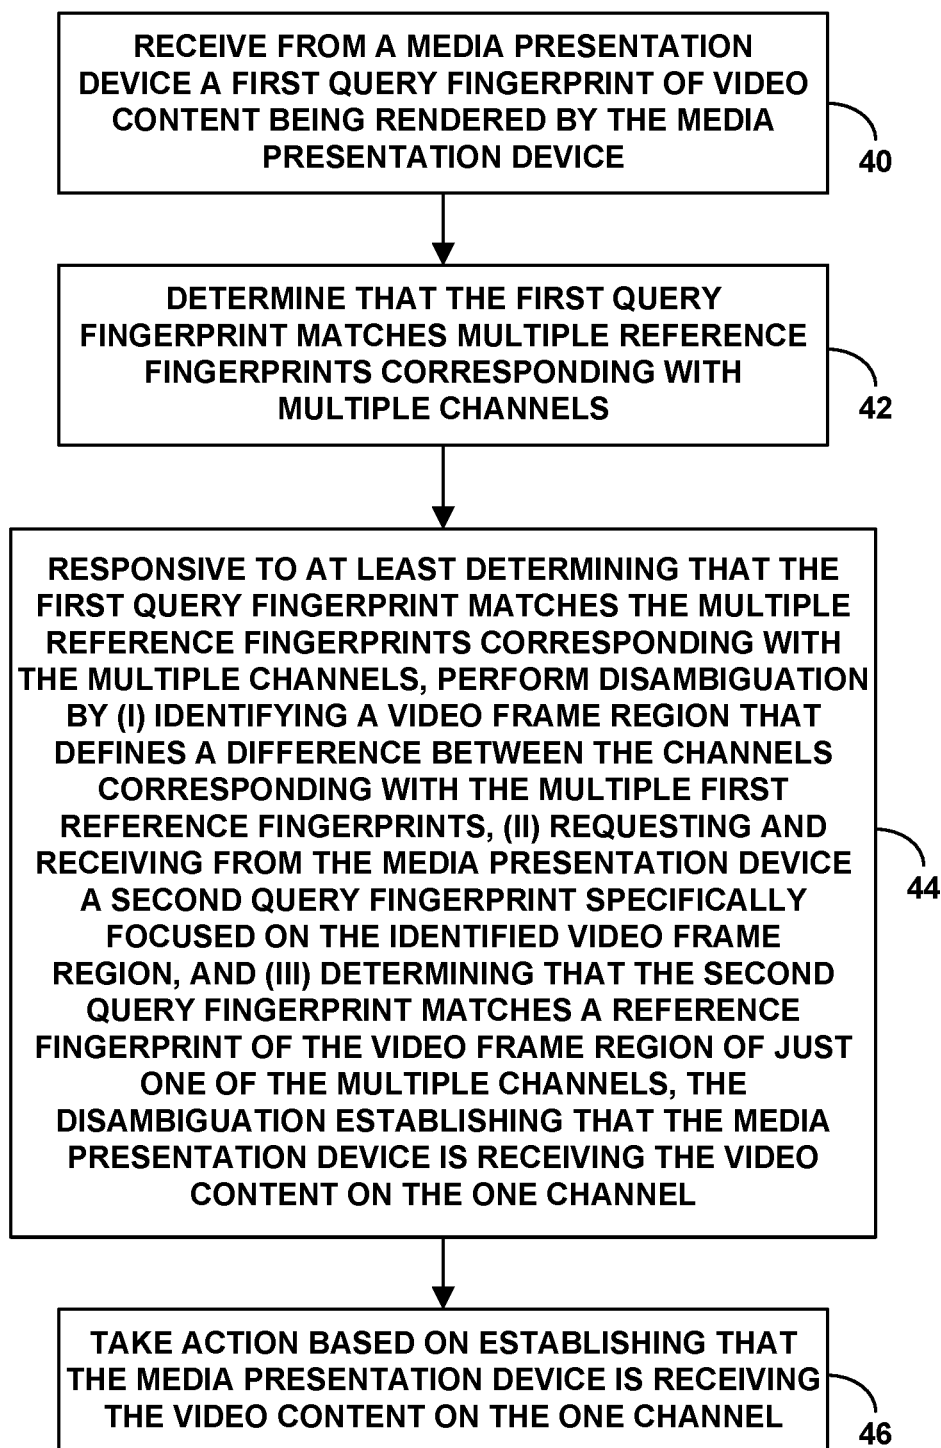 RECEIVE FROM A MEDIA PRESENTATION
DEVICE A FIRST QUERY FINGERPRINT OF VIDEO
CONTENT BEING RENDERED BY THE MEDIA
PRESENTATION DEVICE
40
DETERMINE THAT THE FIRST QUERY
FINGERPRINT MATCHES MULTIPLE REFERENCE
FINGERPRINTS CORRESPONDING WITH
MULTIPLE CHANNELS
42
RESPONSIVE TO AT LEAST DETERMINING THAT THE
FIRST QUERY FINGERPRINT MATCHES THE MULTIPLE
REFERENCE FINGERPRINTS CORRESPONDING WITH
THE MULTIPLE CHANNELS, PERFORM DISAMBIGUATION
BY (I) IDENTIFYING A VIDEO FRAME REGION THAT
DEFINES A DIFFERENCE BETWEEN THE CHANNELS
CORRESPONDING WITH THE MULTIPLE FIRST
REFERENCE FINGERPRINTS, (II) REQUESTING AND
RECEIVING FROM THE MEDIA PRESENTATION DEVICE
A SECOND QUERY FINGERPRINT SPECIFICALLY
FOCUSED ON THE IDENTIFIED VIDEO FRAME
REGION, AND (III) DETERMINING THAT THE SECOND
QUERY FINGERPRINT MATCHES A REFERENCE
FINGERPRINT OF THE VIDEO FRAME REGION OF JUST
ONE OF THE MULTIPLE CHANNELS, THE
DISAMBIGUATION ESTABLISHING THAT THE MEDIA
PRESENTATION DEVICE IS RECEIVING THE VIDEO
CONTENT ON THE ONE CHANNEL
44
TAKE ACTION BASED ON ESTABLISHING THAT
THE MEDIA PRESENTATION DEVICE IS RECEIVING
THE VIDEO CONTENT ON THE ONE CHANNEL
46